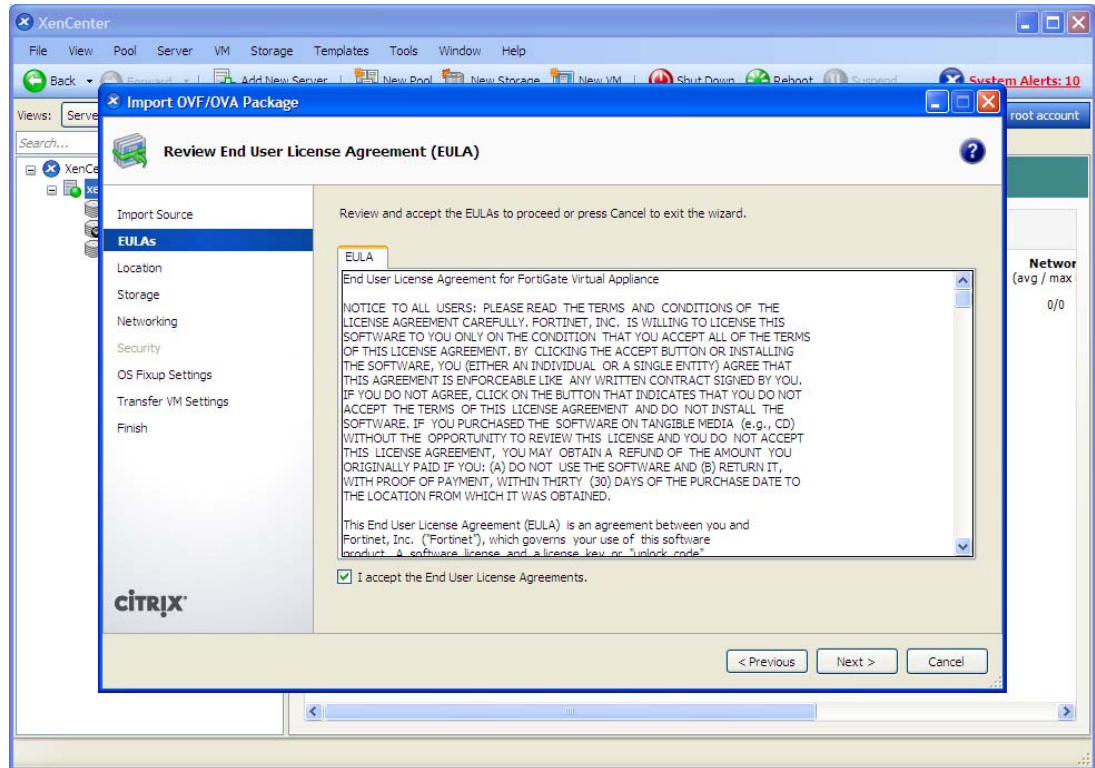 XenCenter
File View Pool Server VM Storage Templates Tools Window Help
Back Forward Add New Server New Pool New Storage New VM Shut Down Reboot Suspend System Alerts: 10
Import OVF/OVA Package
Views: Serve
root account
Search...
Review End User License Agreement (EULA)
XenCe
xe
Import Source
EULAs
Location
Storage
Networking
Security
OS Fixup Settings
Transfer VM Settings
Finish
Review and accept the EULAs to proceed or press Cancel to exit the wizard.
EULA
End User License Agreement for FortiGate Virtual Appliance
NOTICE TO ALL USERS: PLEASE READ THE TERMS AND CONDITIONS OF THE
LICENSE AGREEMENT CAREFULLY. FORTINET, INC. IS WILLING TO LICENSE THIS
SOFTWARE TO YOU ONLY ON THE CONDITION THAT YOU ACCEPT ALL OF THE TERMS
OF THIS LICENSE AGREEMENT. BY CLICKING THE ACCEPT BUTTON OR INSTALLING
THE SOFTWARE, YOU (EITHER AN INDIVIDUAL OR A SINGLE ENTITY) AGREE THAT
THIS AGREEMENT IS ENFORCEABLE LIKE ANY WRITTEN CONTRACT SIGNED BY YOU.
IF YOU DO NOT AGREE, CLICK ON THE BUTTON THAT INDICATES THAT YOU DO NOT
ACCEPT THE TERMS OF THIS LICENSE AGREEMENT AND DO NOT INSTALL THE
SOFTWARE. IF YOU PURCHASED THE SOFTWARE ON TANGIBLE MEDIA (e.g., CD)
WITHOUT THE OPPORTUNITY TO REVIEW THIS LICENSE AND YOU DO NOT ACCEPT
THIS LICENSE AGREEMENT, YOU MAY OBTAIN A REFUND OF THE AMOUNT YOU
ORIGINALLY PAID IF YOU: (A) DO NOT USE THE SOFTWARE AND (B) RETURN IT,
WITH PROOF OF PAYMENT, WITHIN THIRTY (30) DAYS OF THE PURCHASE DATE TO
THE LOCATION FROM WHICH IT WAS OBTAINED.
This End User License Agreement (EULA) is an agreement between you and
Fortinet, Inc. ("Fortinet"), which governs your use of this software
product. A software license and a license key or "unlock code"
I accept the End User License Agreements.
Networ
(avg / max
0/0
CITRIX
< Previous Next > Cancel